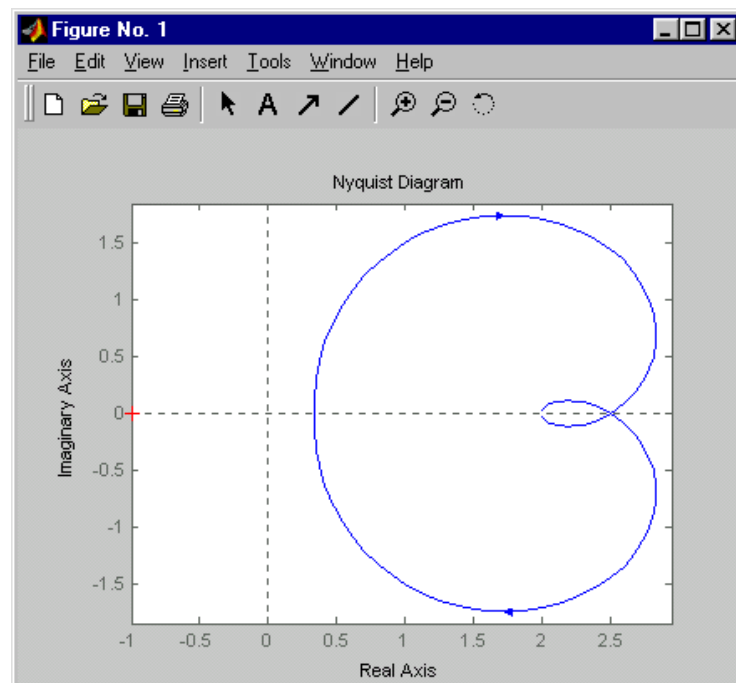 Figure No. 1
File Edit View Insert Tools Window Help
A
Nyquist Diagram
1.5
1
0.5
0
-0.5
-1
-1.5
Imaginary Axis
-1 -0.5 0 0.5 1 1.5 2 2.5
Real Axis